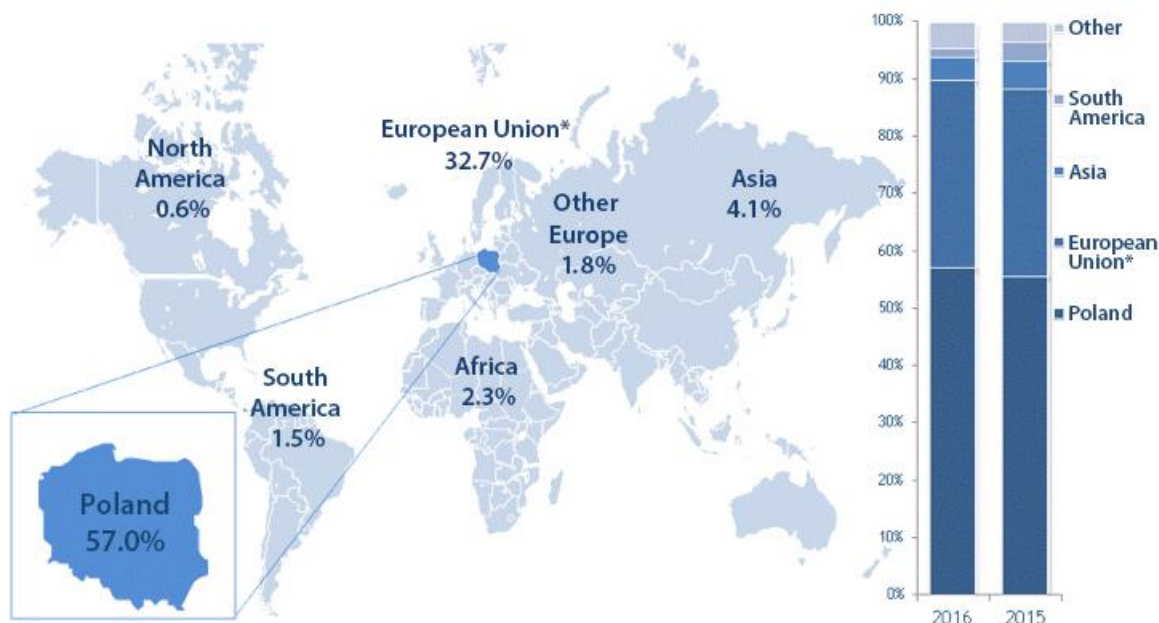 North
America
0.6%
European Union*
32.7%
Other
Europe
1.8%
Asia
4.1%
Africa
2.3%
South
America
1.5%
Poland
57.0%
100%
90%
80%
70%
60%
50%
40%
30%
20%
10%
0%
2016
2015
Other
South
America
Asia
European
Union*
Poland